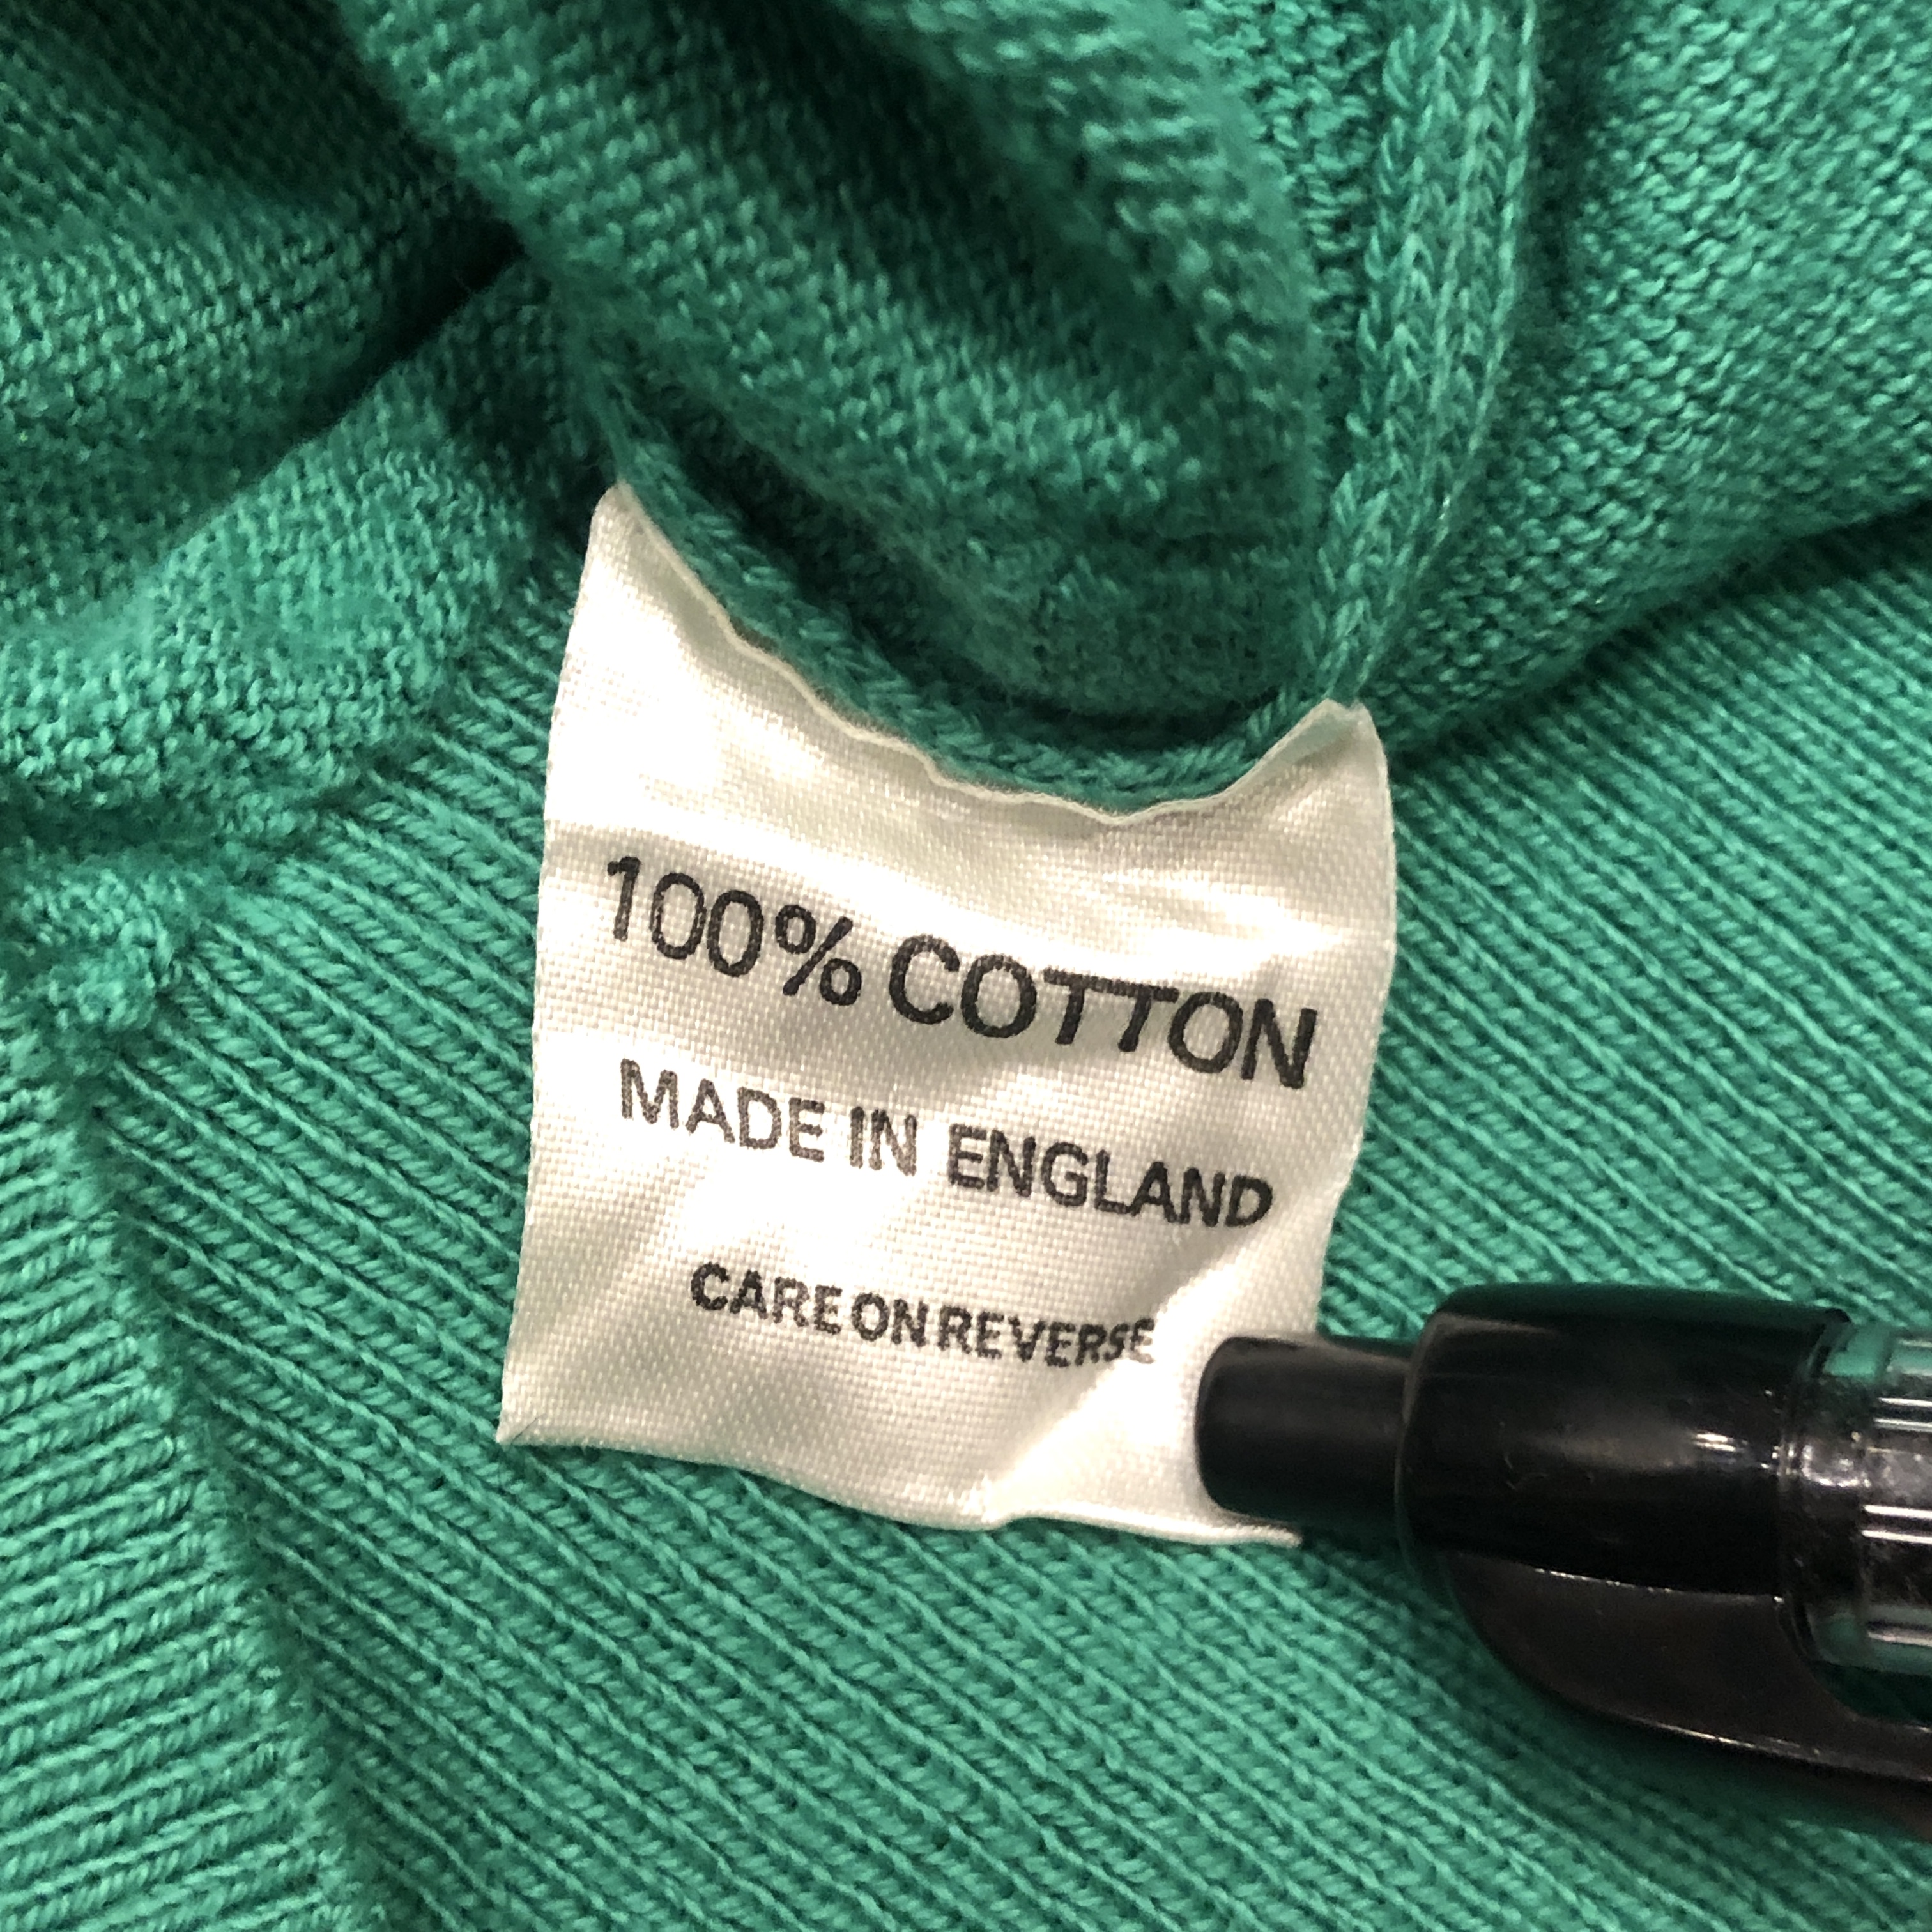 100% COTTON
MADE IN ENGLAND
CARE ON REVERSE